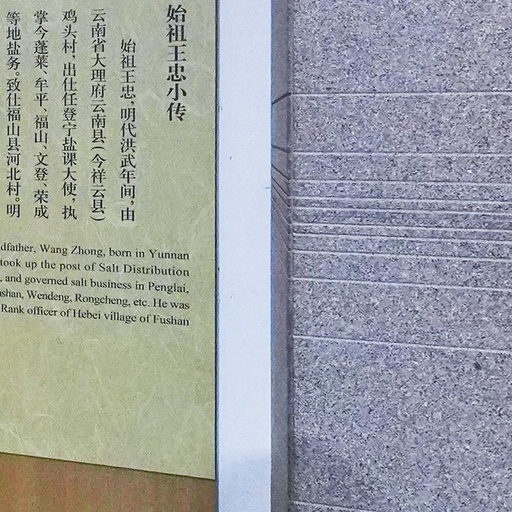 始祖王忠小传
始祖王忠,明代洪武年间,由
云南省大理府云南县(今祥云县)
鸡头村,出仕任登宁盐课大使,执
掌今蓬莱、牟平、福山、文登、荣成
等地盐务。致仕福山县河北村。明
dfather, Wang Zhong, born in Yunnan
took up the post of Salt Distribution
, and governed salt business in Penglai,
shan, Wendeng, Rongcheng, etc. He was
Rank officer of Hebei village of Fushan